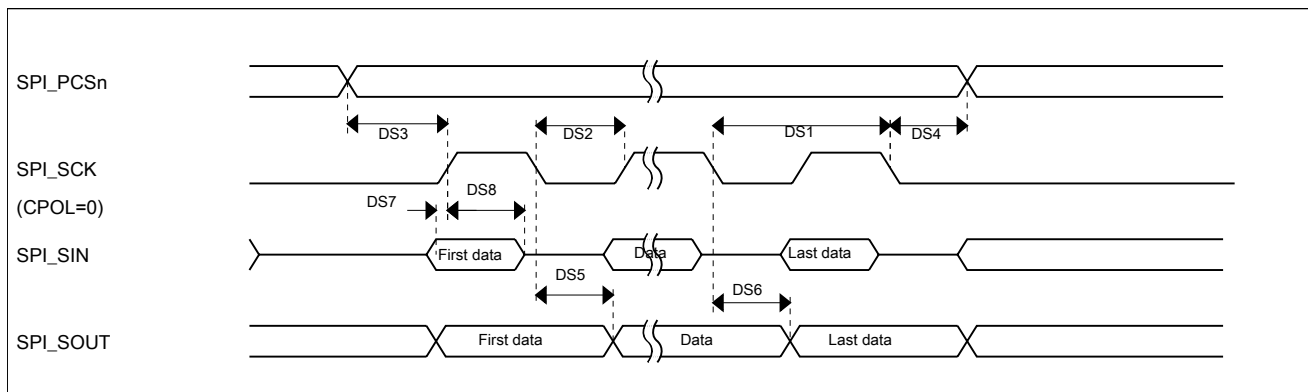 SPI_PCSn
DS3
DS2
DS1
DS4
SPI_SCK
(CPOL=0)
DS7
DS8
SPI_SIN
First data
Data
Last data
DS5
DS6
SPI_SOUT
First data
Data
Last data